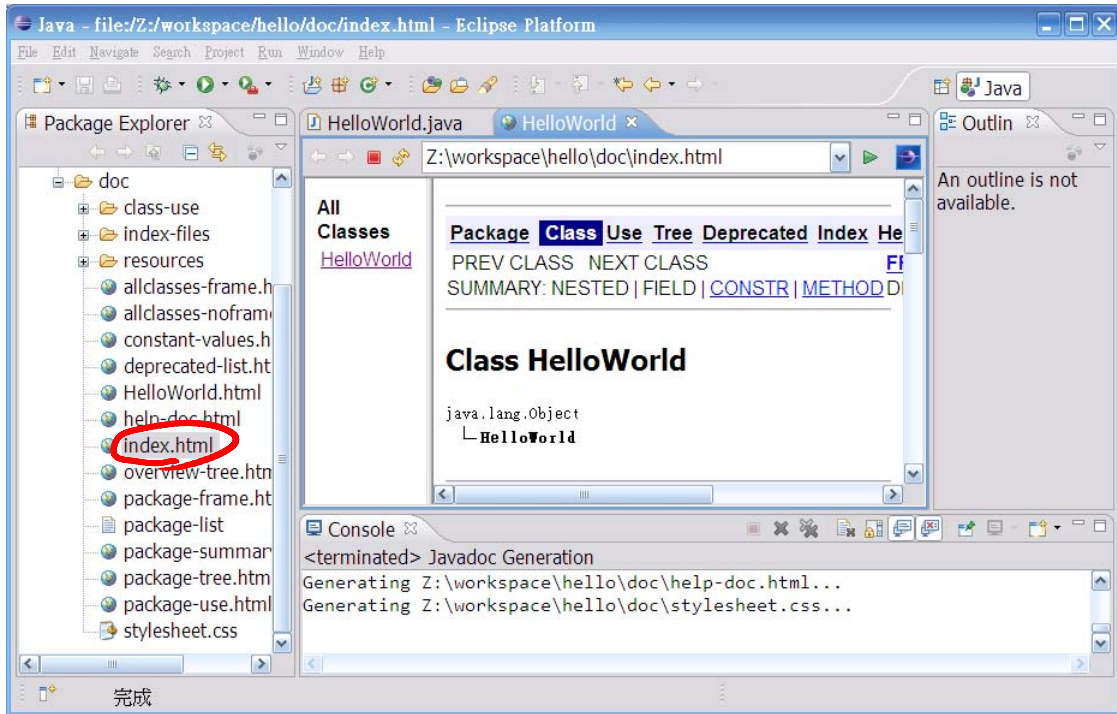 Java - file:/Z:/workspace/hello/doc/index.html - Eclipse Platform
File Edit Navigate Search Project Run Window Help
Java
Package Explorer
doc
class-use
index-files
resources
allclasses-frame.h
allclasses-noframe
constant-values.h
deprecated-list.ht
HelloWorld.html
help-doc.html
index.html
overview-tree.htm
package-frame.ht
package-list
package-summar
package-tree.htm
package-use.html
stylesheet.css
HelloWorld.java HelloWorld
Z:\workspace\hello\doc\index.html
All
Classes
HelloWorld
Package Class Use Tree Deprecated Index He
PREV CLASS NEXT CLASS FR
SUMMARY: NESTED | FIELD | CONSTR | METHOD D
Class HelloWorld
java.lang.Object
HelloWorld
Outlin
An outline is not
available.
Console
<terminated> Javadoc Generation
Generating Z:\workspace\hello\doc\help-doc.html...
Generating Z:\workspace\hello\doc\stylesheet.css...
完成